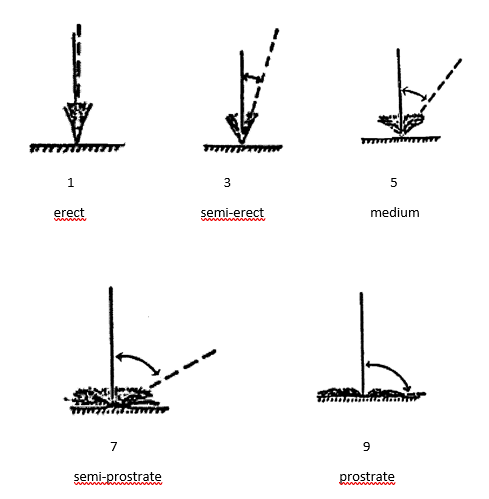 1 3 5
erect semi-erect medium
7 9
semi-prostrate prostrate